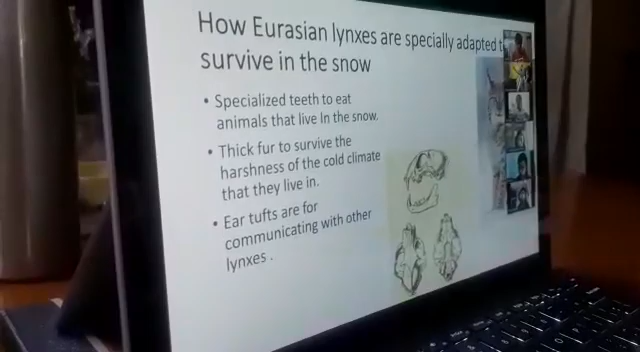 How Eurasian lynxes are specially adapted t
survive in the snow
• Specialized teeth to eat
animals that live In the snow.
• Thick fur to survive the
harshness of the cold climate
that they live in.
• Ear tufts are for
communicating with other
lynxes .